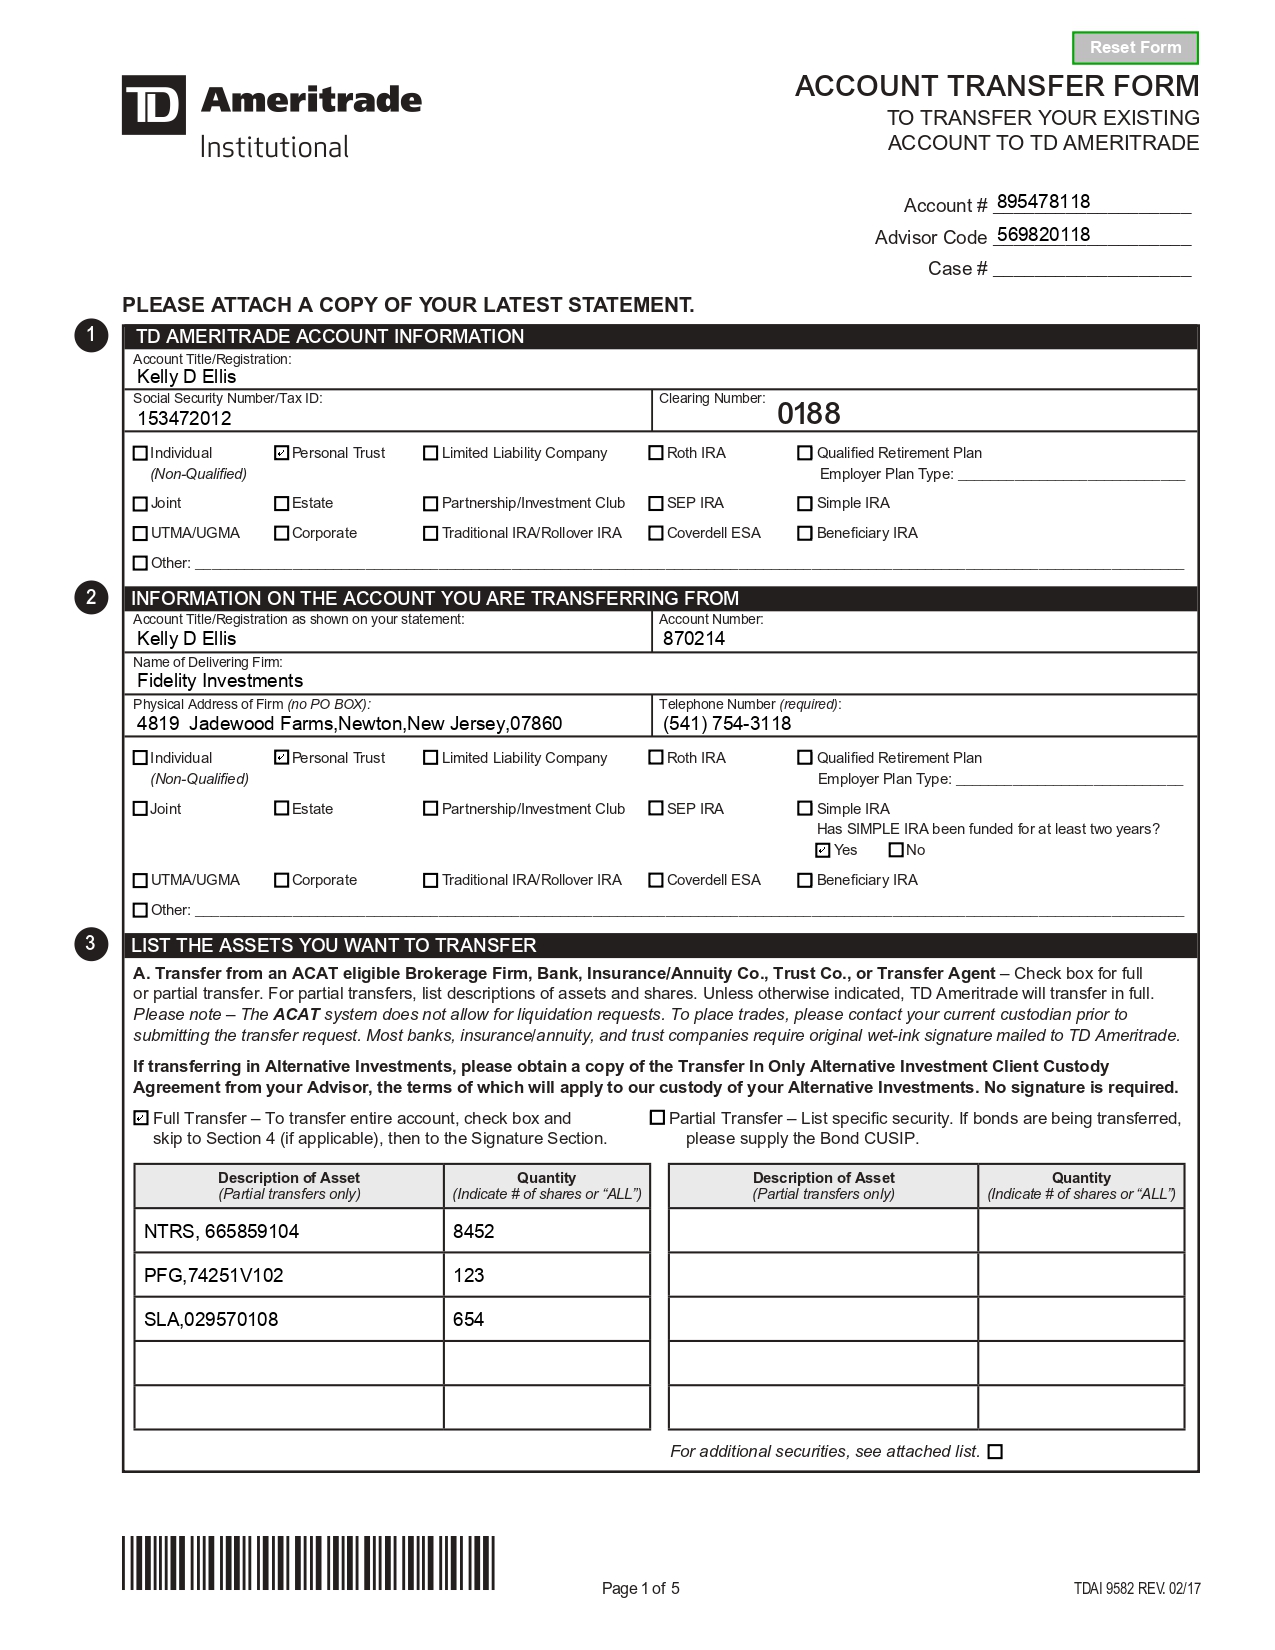 Reset Form
TD Ameritrade
Institutional
ACCOUNT TRANSFER FORM
TO TRANSFER YOUR EXISTING
ACCOUNT TO TD AMERITRADE
Account # 895478118
Advisor Code 569820118
Case #
PLEASE ATTACH A COPY OF YOUR LATEST STATEMENT.
1 TD AMERITRADE ACCOUNT INFORMATION
Account Title/Registration:
Kelly D Ellis
Social Security Number/Tax ID: Clearing Number: 0188
153472012
Individual Personal Trust Limited Liability Company Roth IRA Qualified Retirement Plan
(Non-Qualified) Employer Plan Type:
Joint Estate Partnership/Investment Club SEP IRA Simple IRA
UTMA/UGMA Corporate Traditional IRA/Rollover IRA Coverdell ESA Beneficiary IRA
Other:
2 INFORMATION ON THE ACCOUNT YOU ARE TRANSFERRING FROM
Account Title/Registration as shown on your statement: Account Number:
Kelly D Ellis 870214
Name of Delivering Firm:
Fidelity Investments
Physical Address of Firm (no PO BOX): Telephone Number (required):
4819 Jadewood Farms,Newton,New Jersey,07860 (541) 754-3118
Individual Personal Trust Limited Liability Company Roth IRA Qualified Retirement Plan
(Non-Qualified) Employer Plan Type:
Joint Estate Partnership/Investment Club SEP IRA Simple IRA
Has SIMPLE IRA been funded for at least two years?
Yes No
UTMA/UGMA Corporate Traditional IRA/Rollover IRA Coverdell ESA Beneficiary IRA
Other:
3 LIST THE ASSETS YOU WANT TO TRANSFER
A. Transfer from an ACAT eligible Brokerage Firm, Bank, Insurance/Annuity Co., Trust Co., or Transfer Agent – Check box for full
or partial transfer. For partial transfers, list descriptions of assets and shares. Unless otherwise indicated, TD Ameritrade will transfer in full.
Please note – The ACAT system does not allow for liquidation requests. To place trades, please contact your current custodian prior to
submitting the transfer request. Most banks, insurance/annuity, and trust companies require original wet-ink signature mailed to TD Ameritrade.
If transferring in Alternative Investments, please obtain a copy of the Transfer In Only Alternative Investment Client Custody
Agreement from your Advisor, the terms of which will apply to our custody of your Alternative Investments. No signature is required.
Full Transfer – To transfer entire account, check box and
skip to Section 4 (if applicable), then to the Signature Section.
Partial Transfer – List specific security. If bonds are being transferred,
please supply the Bond CUSIP.
Description of Asset Quantity Description of Asset Quantity
(Partial transfers only) (Indicate # of shares or “ALL”) (Partial transfers only) (Indicate # of shares or “ALL”)
NTRS, 665859104 8452
PFG,74251V102 123
SLA,029570108 654
For additional securities, see attached list.
Page 1 of 5
TDAI 9582 REV. 02/17